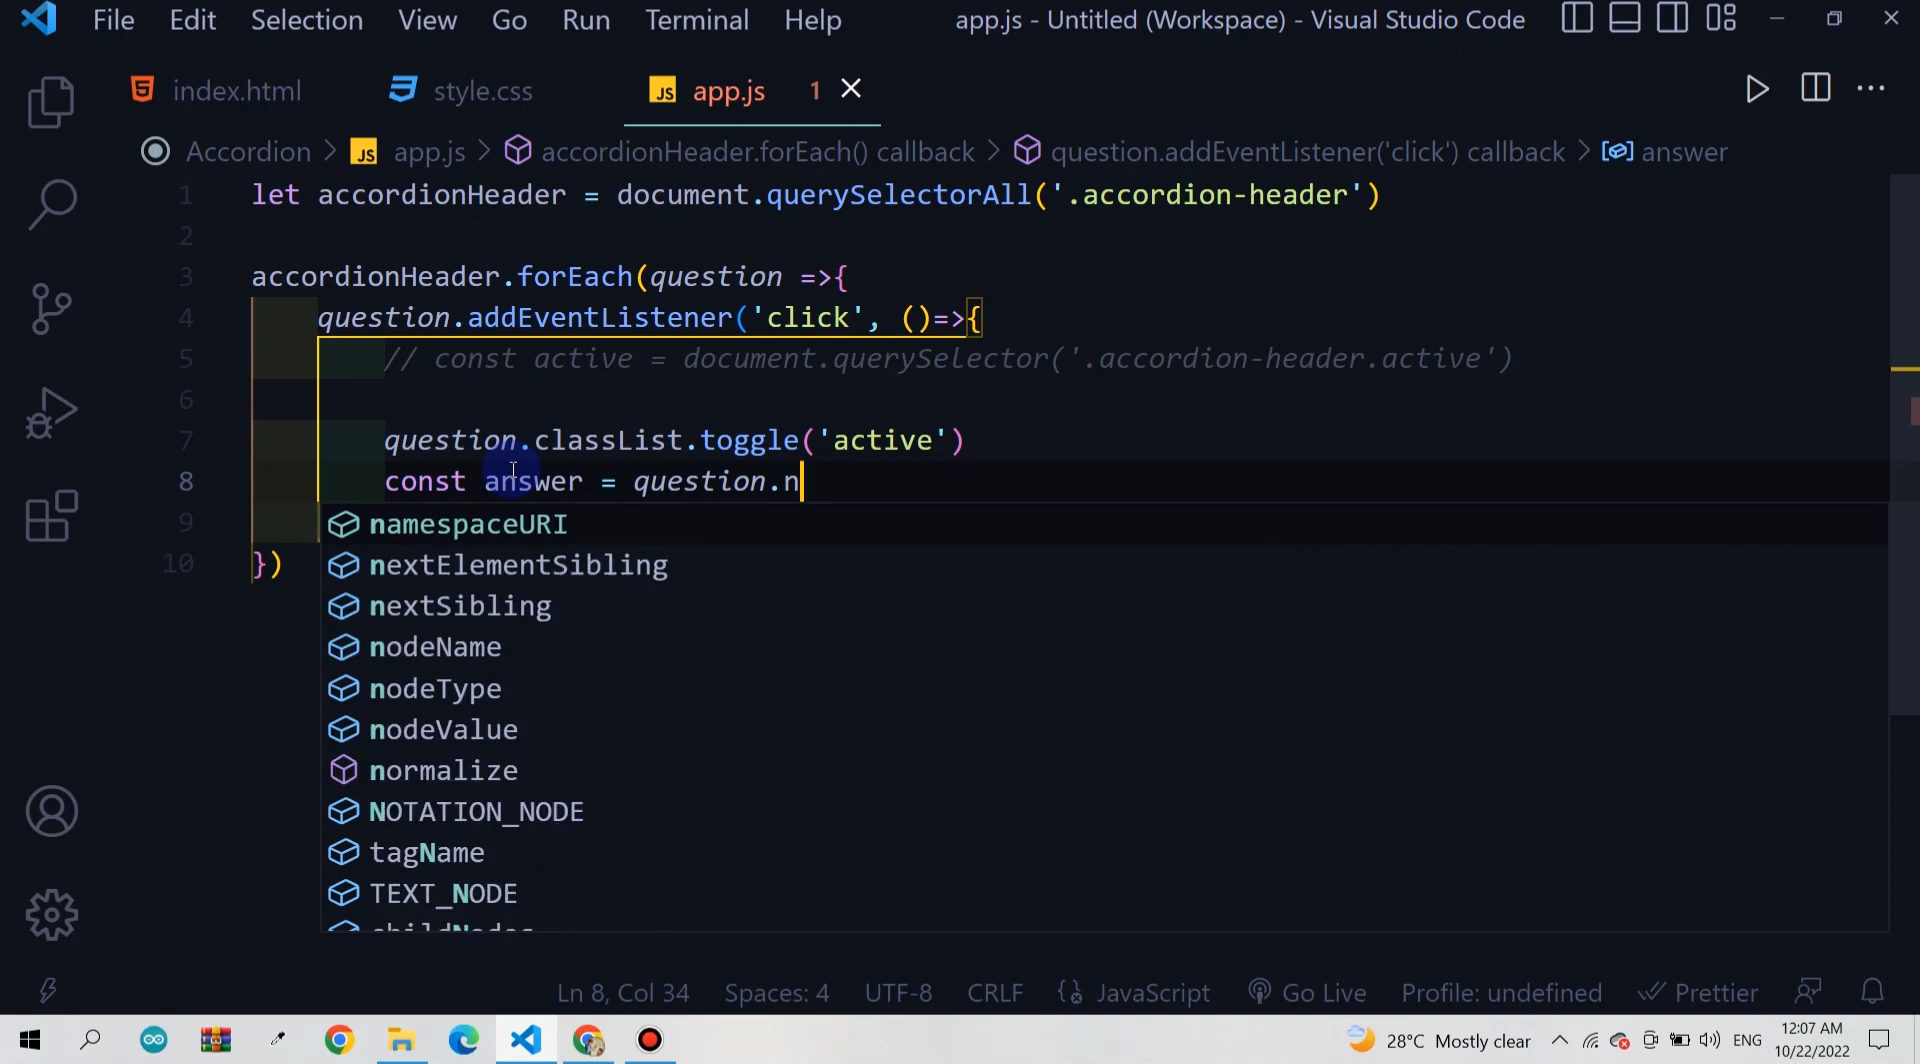 File Edit Selection View Go Run Terminal Help app.js - Untitled (Workspace) - Visual Studio Code
index.html style.css JS app.js 1
Accordion > JS app.js > accordionHeader.forEach() callback > question.addEventListener('click') callback > answer
1 let accordionHeader = document.querySelectorAll('.accordion-header')
2
3 accordionHeader.forEach(question =>{
4 question.addEventListener('click', ()=>{
5 // const active = document.querySelector('.accordion-header.active')
6
7 question.classList.toggle('active')
8 const answer = question.n
9 namespaceURI
nextElementSibling
10 })
nextSibling
nodeName
nodeType
nodeValue
normalize
NOTATION_NODE
tagName
TEXT_NODE
childNodes
Ln 8, Col 34 Spaces: 4 UTF-8 CRLF JavaScript Go Live Profile: undefined Prettier
28°C Mostly clear ENG 12:07 AM
10/22/2022